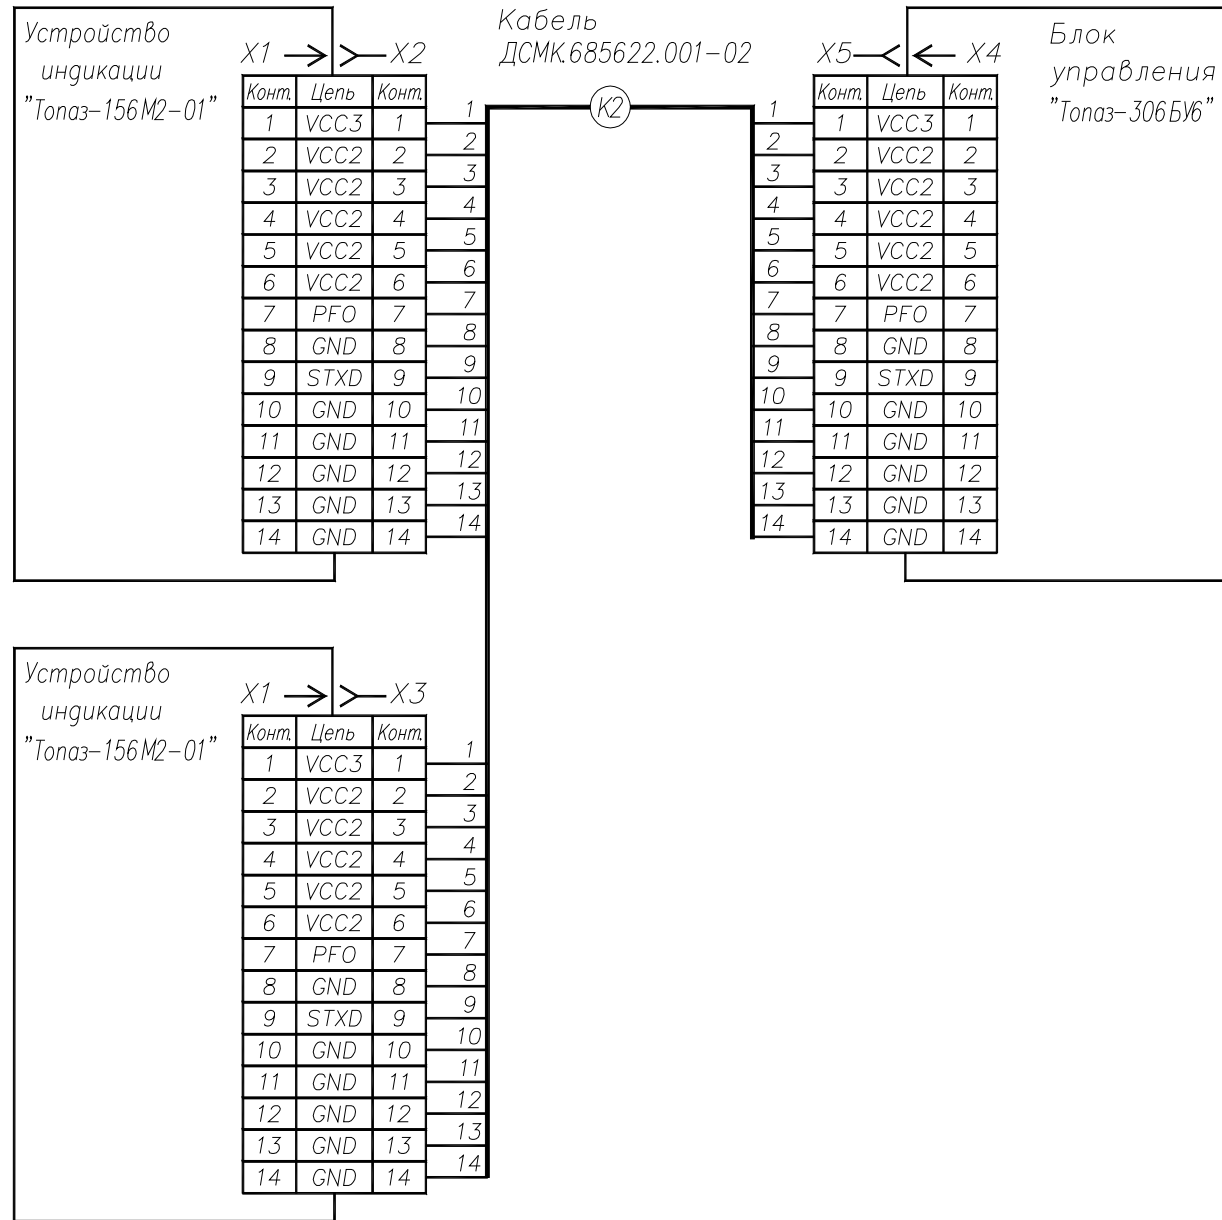 Устройство
индикации
"Топаз-156М2-01"
X1 X2
Конт. Цепь Конт.
1 VCC3 1 1
2 VCC2 2 2
3 VCC2 3 3
4 VCC2 4 4
5 VCC2 5 5
6 VCC2 6 6
7 PFO 7 7
8 GND 8 8
9 STXD 9 9
10 GND 10 10
11 GND 11 11
12 GND 12 12
13 GND 13 13
14 GND 14 14
Кабель
ДСМК.685622.001-02
К2
X5 X4
Блок
управления
"Топаз-306БУ6"
Конт. Цепь Конт.
1 1 VCC3 1
2 2 VCC2 2
3 3 VCC2 3
4 4 VCC2 4
5 5 VCC2 5
6 6 VCC2 6
7 7 PFO 7
8 8 GND 8
9 9 STXD 9
10 10 GND 10
11 11 GND 11
12 12 GND 12
13 13 GND 13
14 14 GND 14
Устройство
индикации
"Топаз-156М2-01"
X1 X3
Конт. Цепь Конт.
1 VCC3 1 1
2 VCC2 2 2
3 VCC2 3 3
4 VCC2 4 4
5 VCC2 5 5
6 VCC2 6 6
7 PFO 7 7
8 GND 8 8
9 STXD 9 9
10 GND 10 10
11 GND 11 11
12 GND 12 12
13 GND 13 13
14 GND 14 14